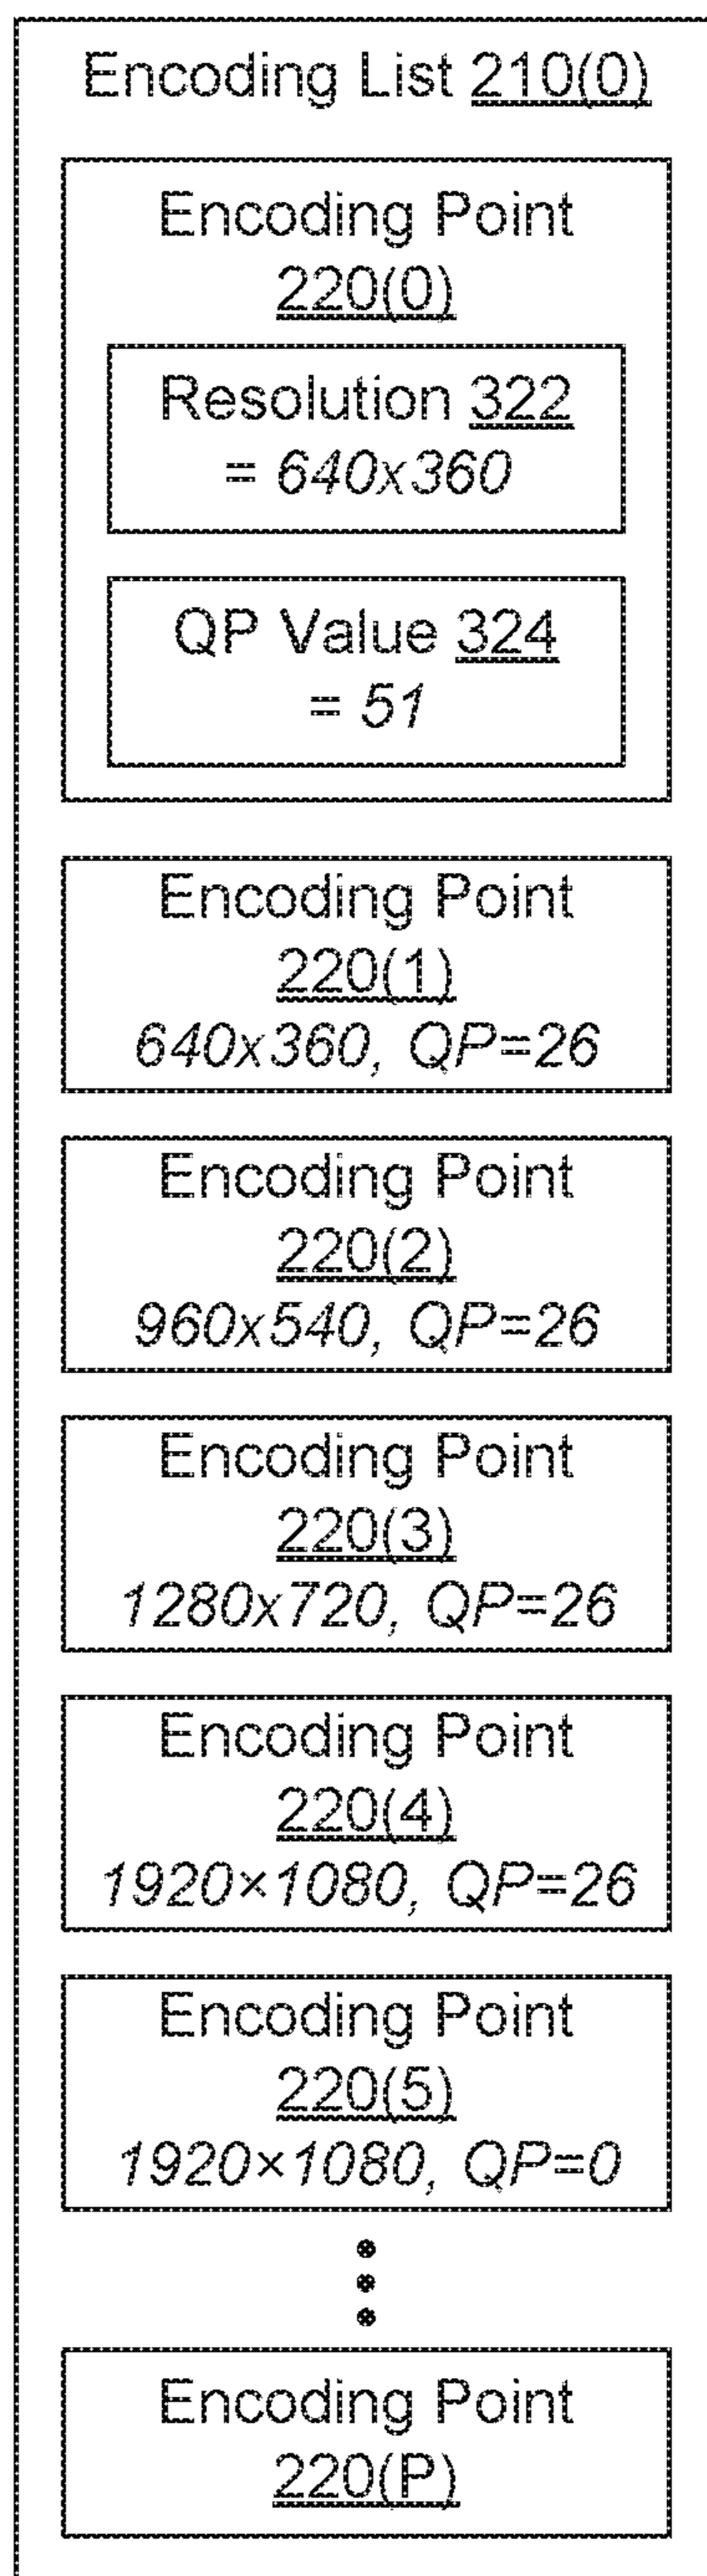 Encoding List 210(0)
Encoding Point
220(0)
Resolution 322
= 640x360
QP Value 324
= 51
Encoding Point
220(1)
640x360, QP=26
Encoding Point
220(2)
960x540, QP=26
Encoding Point
220(3)
1280x720, QP=26
Encoding Point
220(4)
1920×1080, QP=26
Encoding Point
220(5)
1920×1080, QP=0
Encoding Point
220(P)